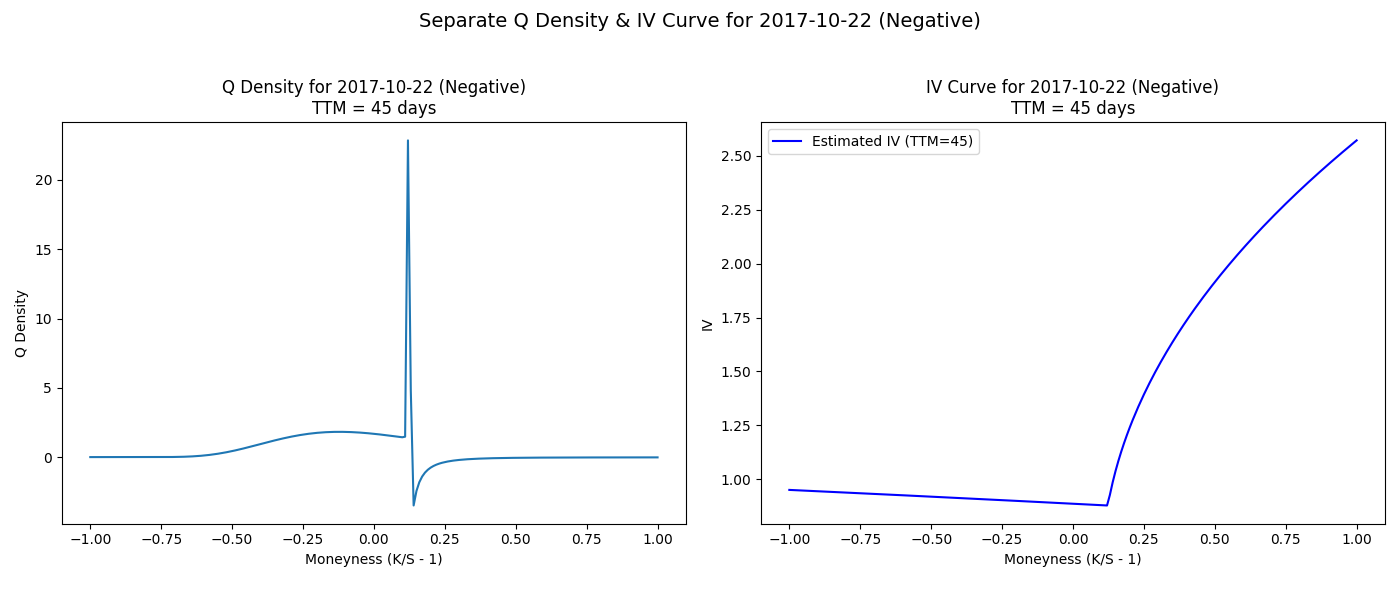 Separate Q Density & IV Curve for 2017-10-22 (Negative)
Q Density for 2017-10-22 (Negative)
TTM = 45 days
20
15
10
5
0
Q Density
−1.00 −0.75 −0.50 −0.25 0.00 0.25 0.50 0.75 1.00
Moneyness (K/S - 1)
IV Curve for 2017-10-22 (Negative)
TTM = 45 days
Estimated IV (TTM=45)
2.50
2.25
2.00
1.75
1.50
1.25
1.00
IV
−1.00 −0.75 −0.50 −0.25 0.00 0.25 0.50 0.75 1.00
Moneyness (K/S - 1)